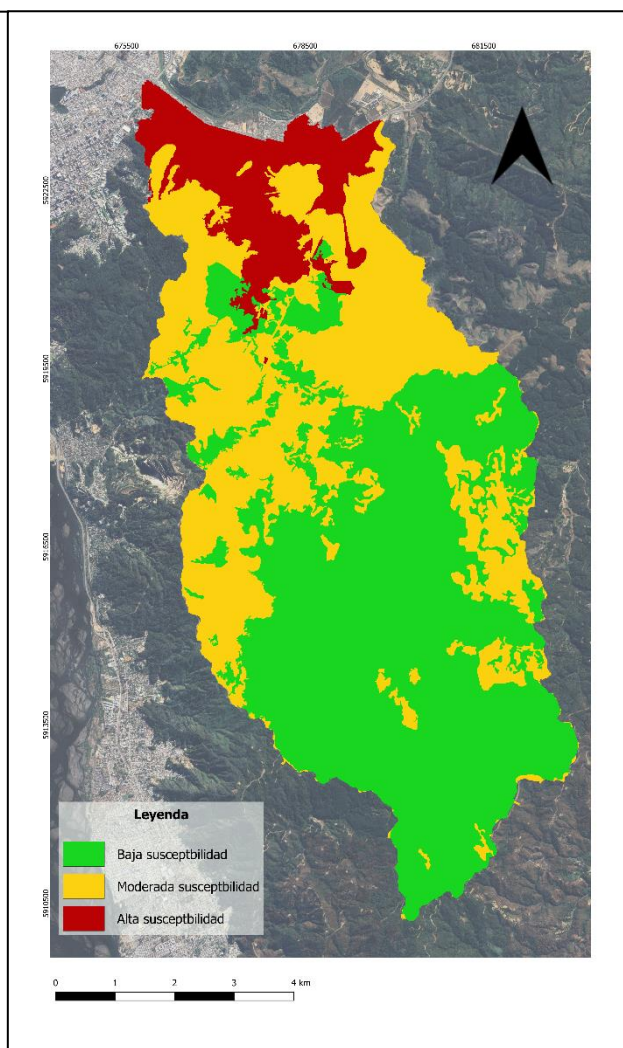 675500 678500 681500
5922500
5919500
5916500
5913500
5910500
Leyenda
Baja susceptbilidad
Moderada susceptbilidad
Alta susceptbilidad
0 1 2 3 4 km